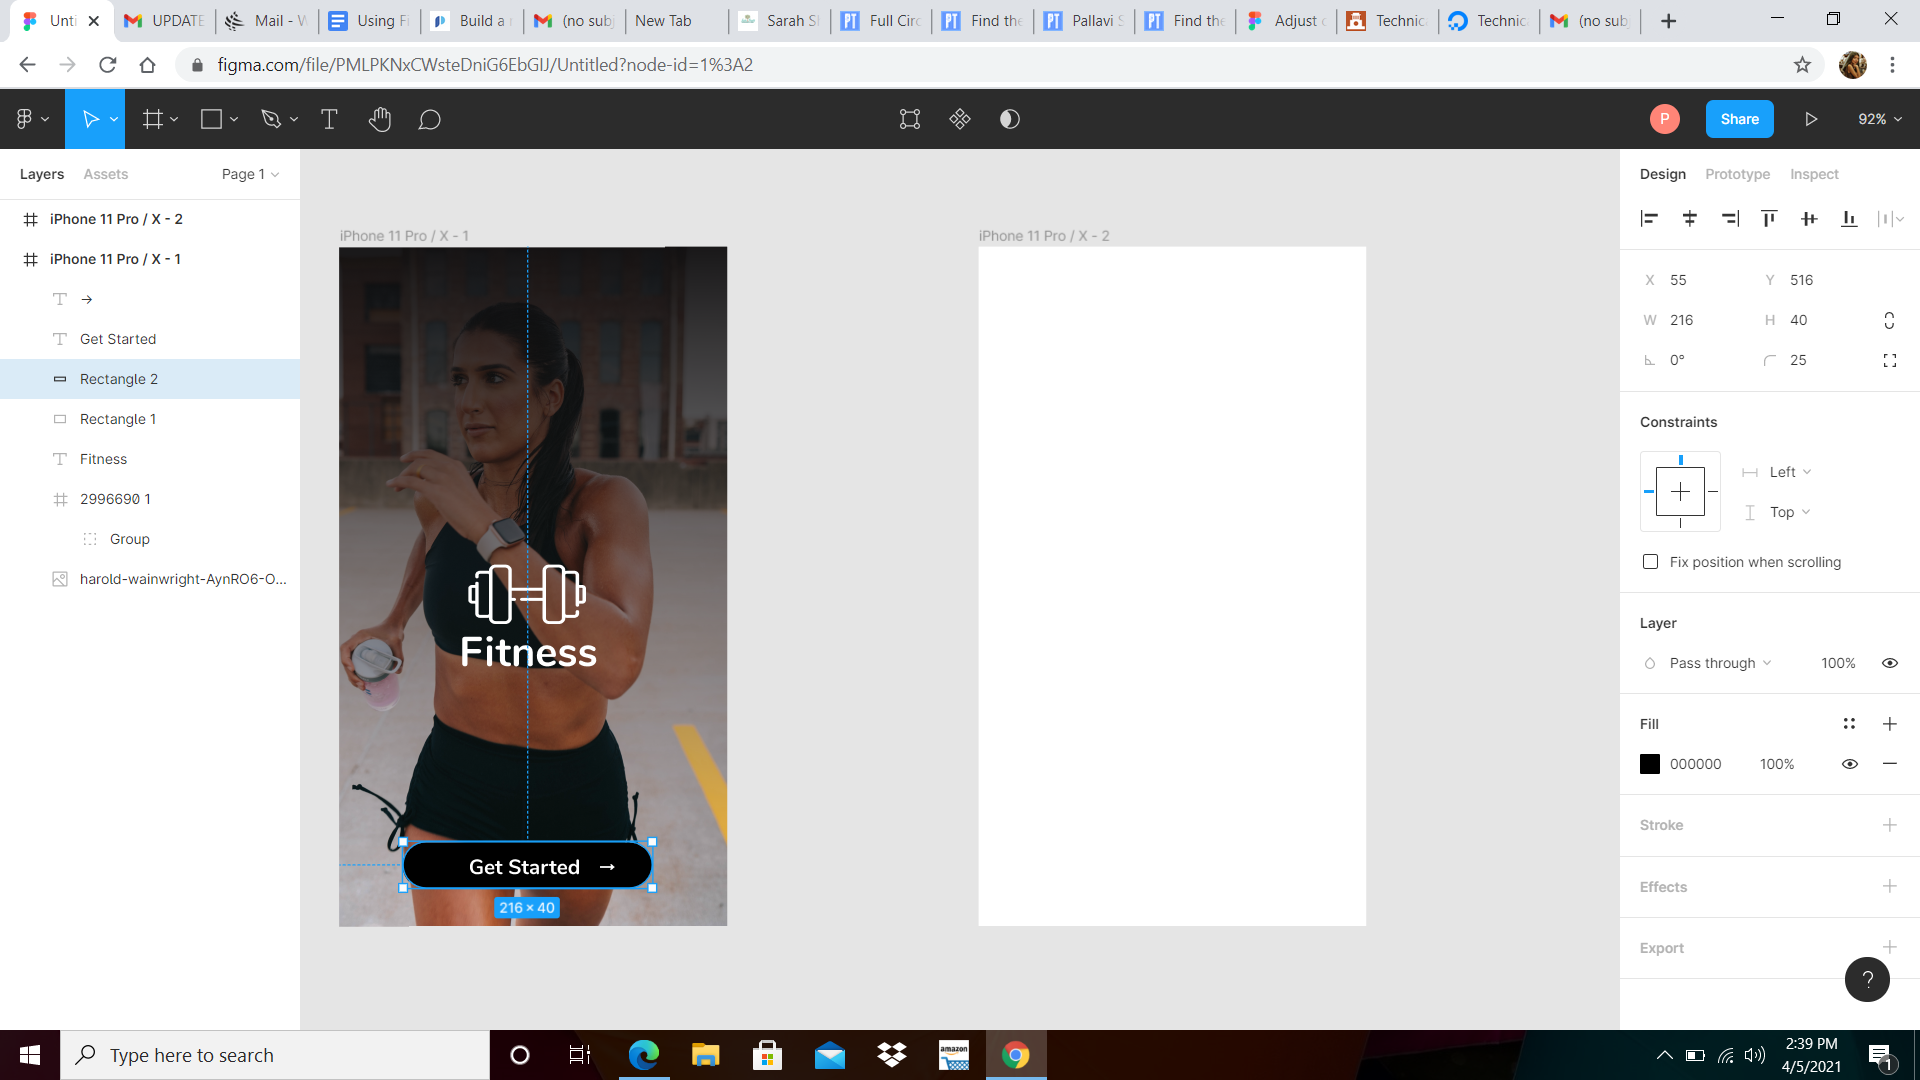 Unti
UPDATE
Mail - W
Using Fi
Build a
(no subj
New Tab
Sarah Sl
Full Circ
Find the
Pallavi S
Find the
Adjust
Technic
Technic
(no sub
figma.com/file/PMLPKNxCWsteDniG6EbGIJ/Untitled?node-id=1%3A2
P
Share
92%
Layers
Assets
Page 1
iPhone 11 Pro / X - 2
iPhone 11 Pro / X - 1
→
Get Started
Rectangle 2
Rectangle 1
Fitness
2996690 1
Group
harold-wainwright-AynRO6-O...
iPhone 11 Pro / X - 1
Fitness
Get Started →
216 × 40
iPhone 11 Pro / X - 2
Design
Prototype
Inspect
X 55 Y 516
W 216 H 40
0° 25
Constraints
Left
Top
Fix position when scrolling
Layer
Pass through 100%
Fill
000000 100%
Stroke
Effects
Export
?
Type here to search
amazon
2:39 PM
4/5/2021
1